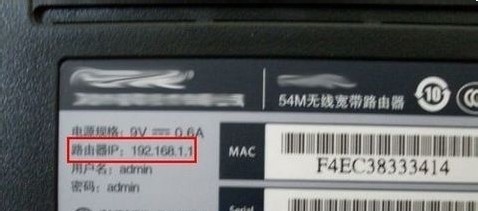 54M无线宽带路由器
10
电源规格：9V 0.6A
路由器IP：192.168.1.1
MAC
F4EC38333414
用户名：admin
密码：admin
Serial